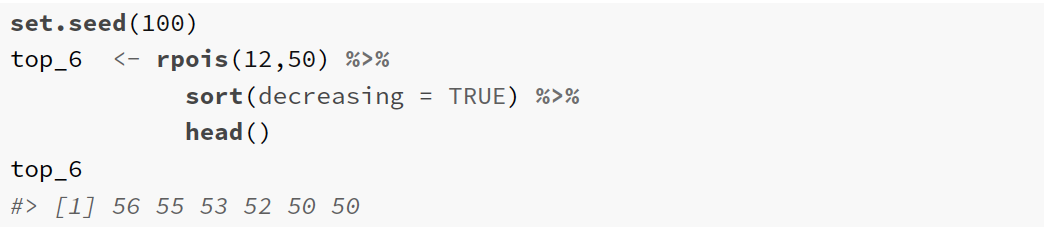 set.seed(100)
top_6  <- rpois(12,50) %>%
            sort(decreasing = TRUE) %>%
            head()
top_6
#> [1] 56 55 53 52 50 50